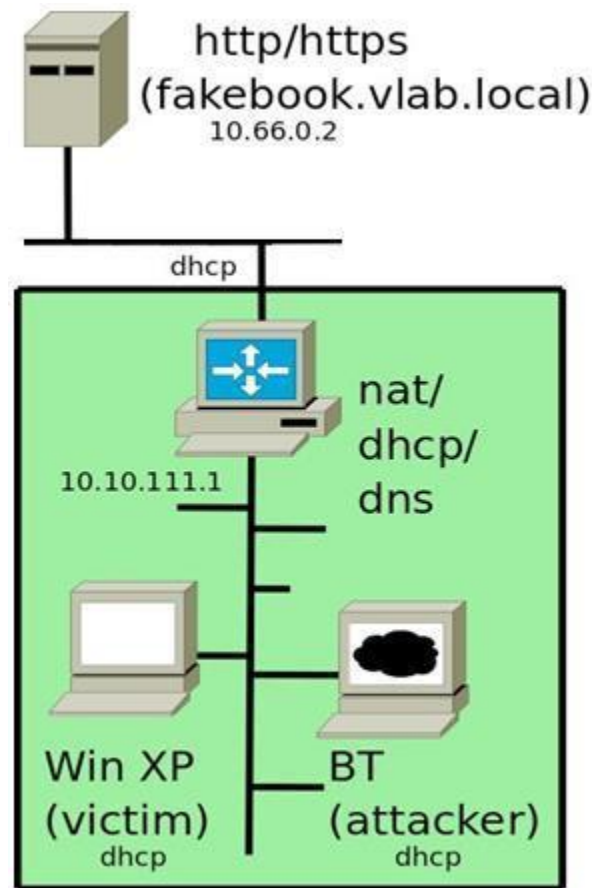 http/https
(fakebook.vlab.local)
10.66.0.2
dhcp
nat/
dhcp/
dns
10.10.111.1
Win XP
(victim)
dhcp
BT
(attacker)
dhcp